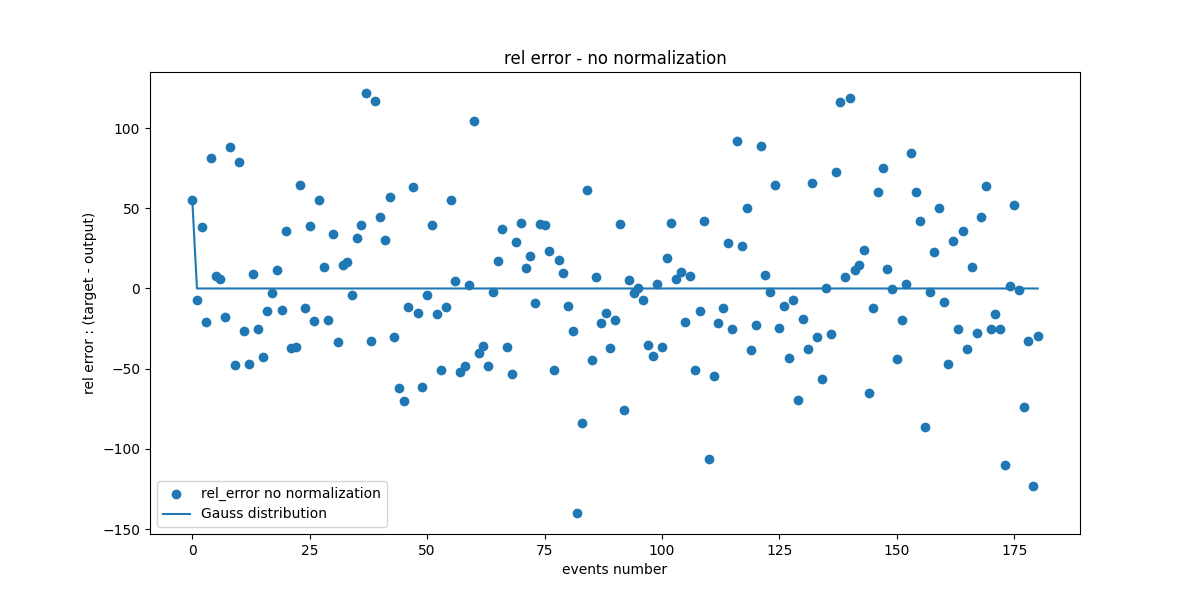 rel error - no normalization
rel error : (target - output)
100
50
0
−50
−100
−150
rel_error no normalization
Gauss distribution
0
25
50
75
100
125
150
175
events number